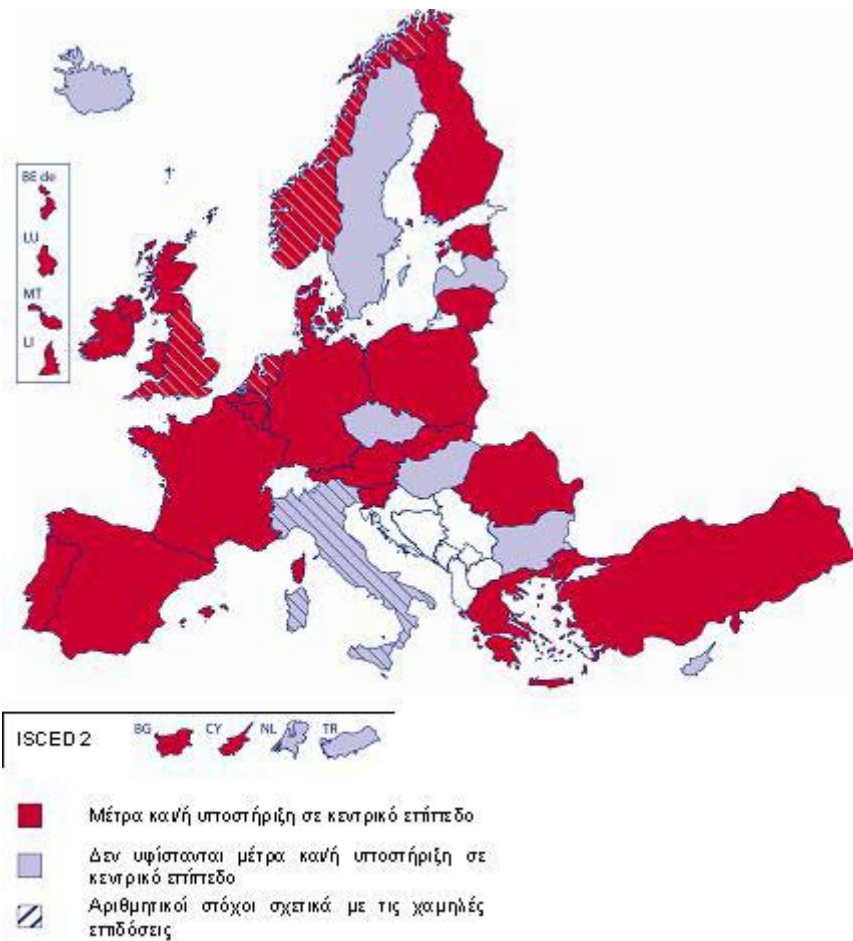 BE de
LU
MT
LI
ISCED 2 BG CY NL TR
Μέτρα και/ή υποστήριξη σε κεντρικό επίπεδο
Δεν υφίστανται μέτρα και/ή υποστήριξη σε
κεντρικό επίπεδο
Αριθμητικοί στόχοι σχετικά με τις χαμηλές
επιδόσεις